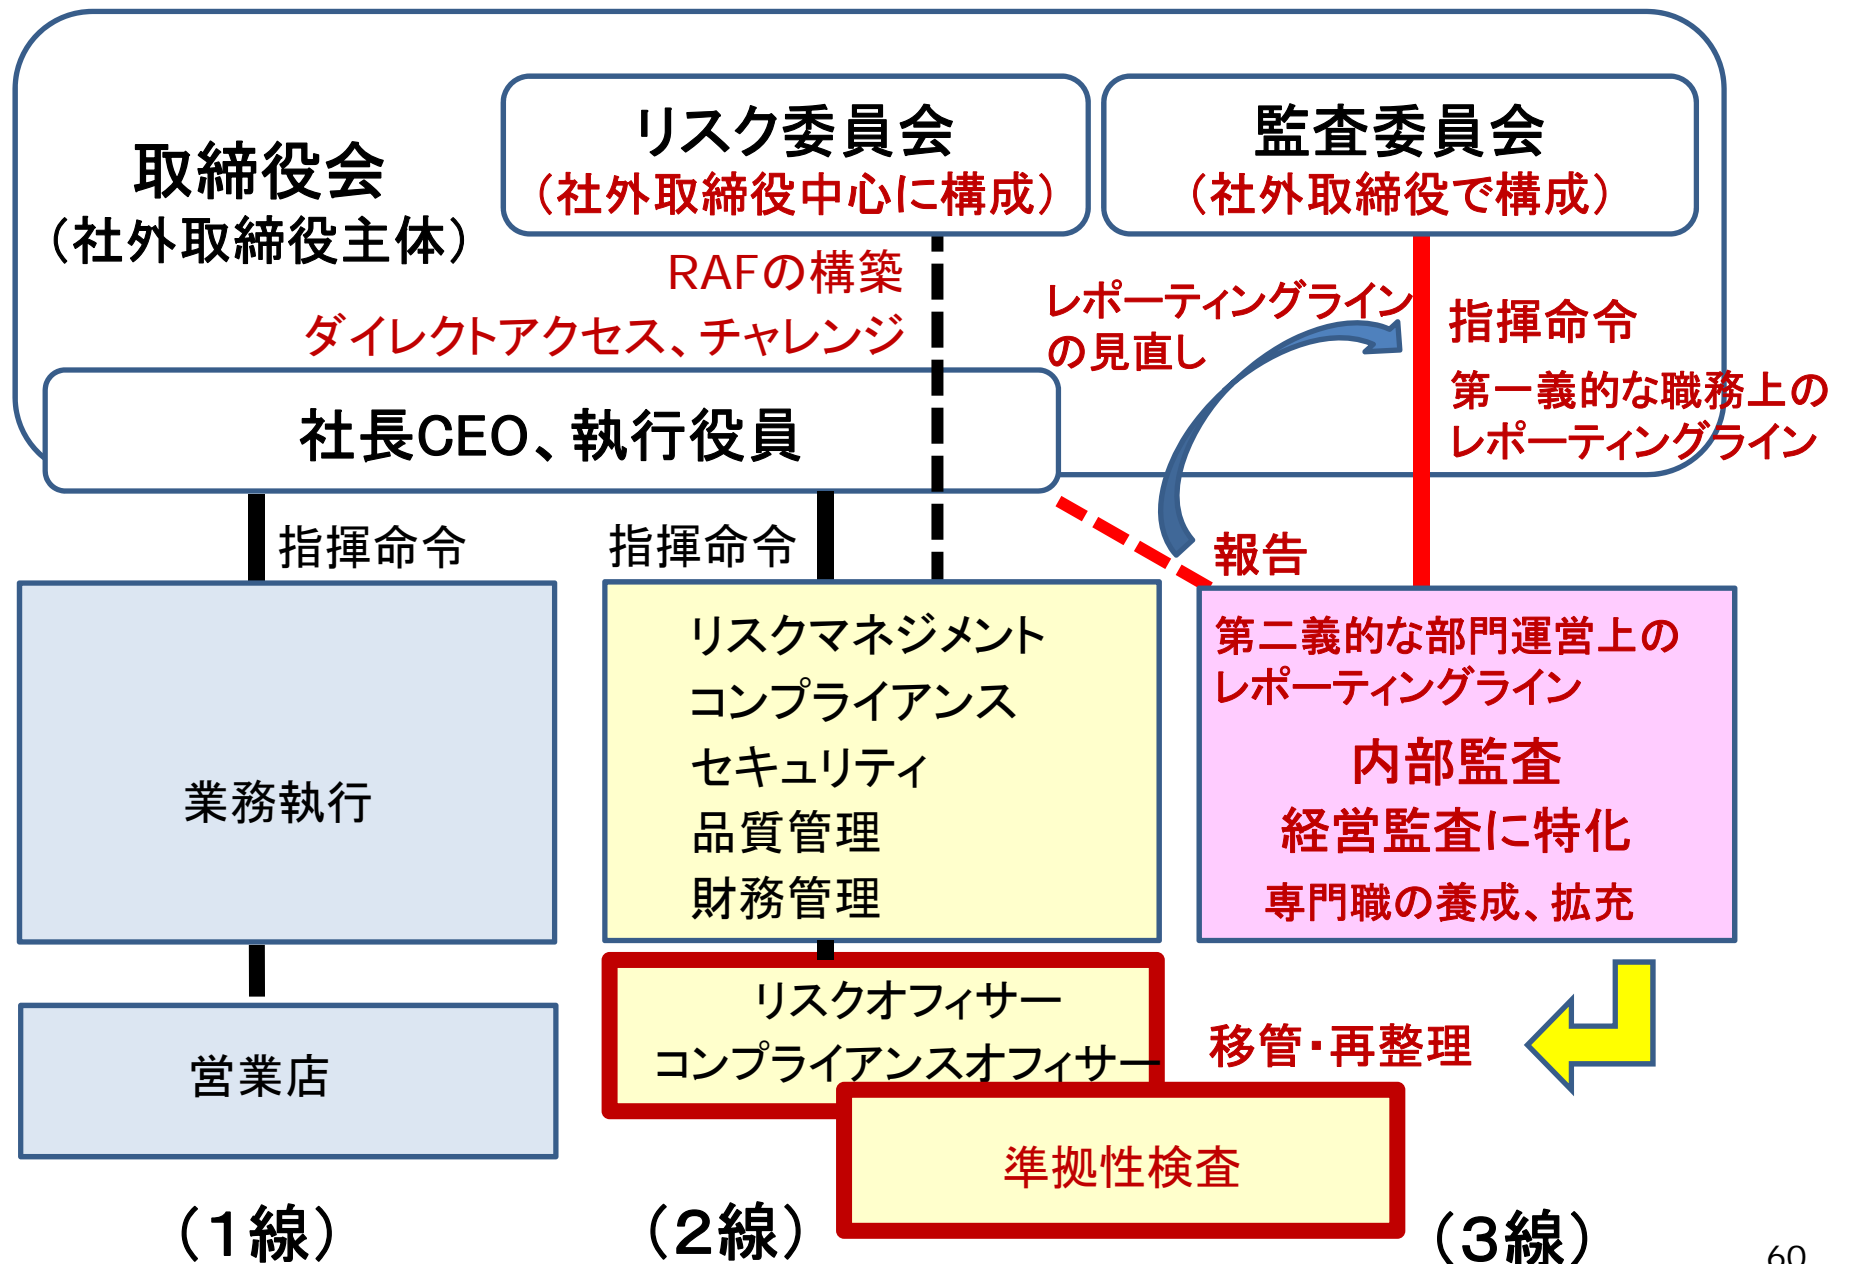 取締役会
(社外取締役主体)
リスク委員会
(社外取締役中心に構成)
監査委員会
(社外取締役で構成)
RAFの構築
ダイレクトアクセス、チャレンジ
レポーティングライン
の見直し
指揮命令
第一義的な職務上の
レポーティングライン
社長CEO、執行役員
指揮命令
指揮命令
報告
業務執行
リスクマネジメント
コンプライアンス
セキュリティ
品質管理
財務管理
第二義的な部門運営上の
レポーティングライン
内部監査
経営監査に特化
専門職の養成、拡充
営業店
リスクオフィサー
コンプライアンスオフィサー
移管・再整理
準拠性検査
(1線)
(2線)
(3線)
60